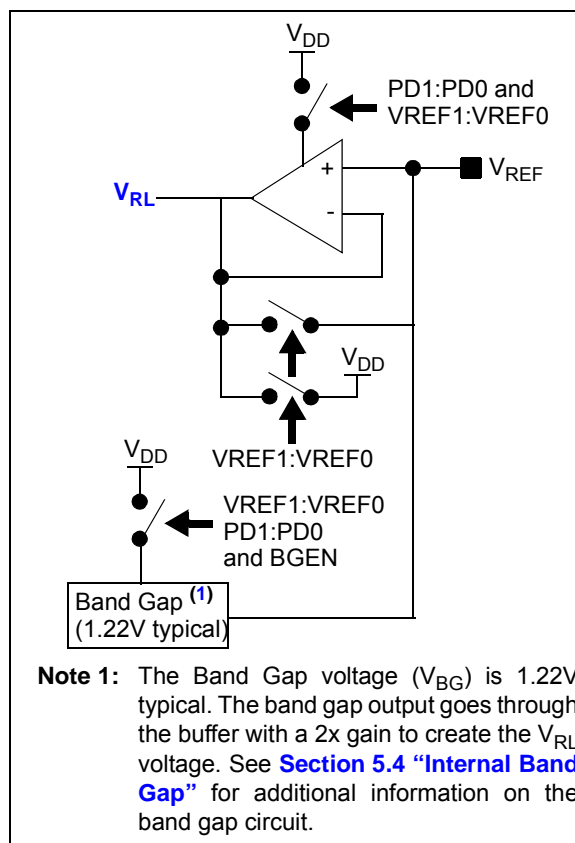 VDD
PD1:PD0 and
VREF1:VREF0
+
VREF
VRL
-
VDD
VREF1:VREF0
VDD
VREF1:VREF0
PD1:PD0
and BGEN
Band Gap (1)
(1.22V typical)
Note 1: The Band Gap voltage (VBG) is 1.22V
typical. The band gap output goes through
the buffer with a 2x gain to create the VRL
voltage. See Section 5.4 “Internal Band
Gap” for additional information on the
band gap circuit.